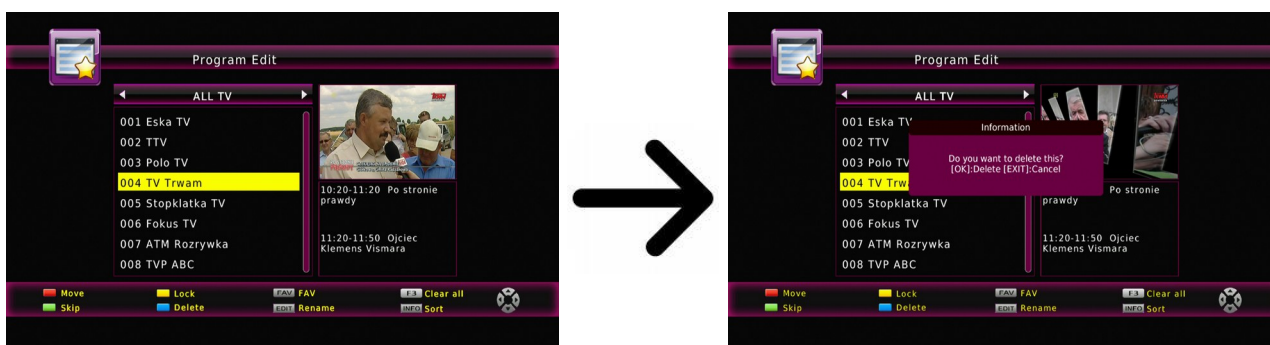 Program Edit
ALL TV
001 Eska TV
002 TTV
003 Polo TV
004 TV Trwam
005 Stopklatka TV
006 Fokus TV
007 ATM Rozrywka
008 TVP ABC
10:20-11:20 Po stronie
prawdy
11:20-11:50 Ojciec
Klemens Vismara
Move
Lock
FAV FAV
F3 Clear all
Skip
Delete
EDIT Rename
INFO Sort
Program Edit
ALL TV
001 Eska TV
002 TTV
003 Polo TV
004 TV Trwa
005 Stopklatka TV
006 Fokus TV
007 ATM Rozrywka
008 TVP ABC
Information
Do you want to delete this?
[OK]:Delete [EXIT]:Cancel
Po stronie
prawdy
11:20-11:50 Ojciec
Klemens Vismara
Move
Lock
FAV FAV
F3 Clear all
Skip
Delete
EDIT Rename
INFO Sort